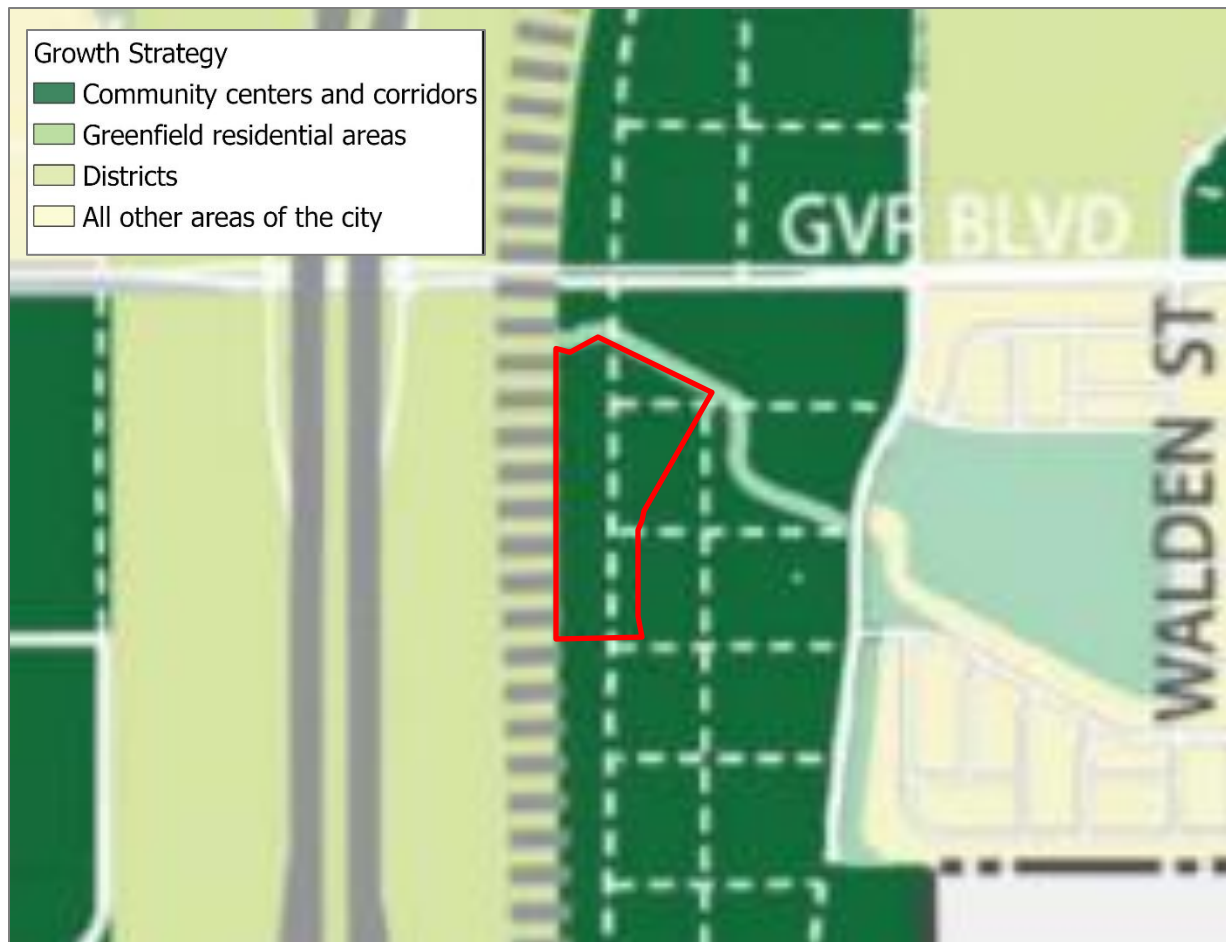 Growth Strategy
Community centers and corridors
Greenfield residential areas
Districts
All other areas of the city
GVR BLVD
WALDEN ST